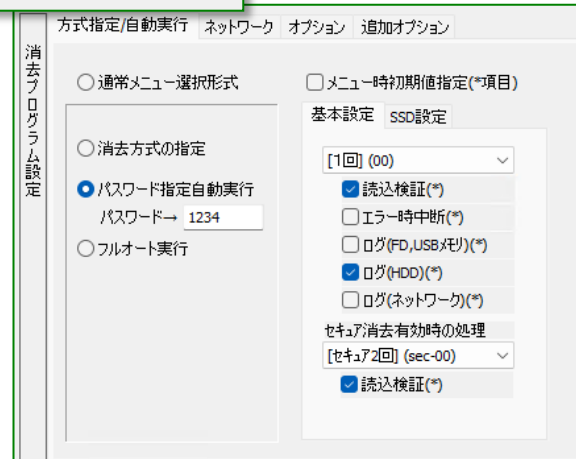 方式指定/自動実行 ネットワーク オプション 追加オプション
消去プログラム設定
通常メニュー選択形式
消去方式の指定
パスワード指定自動実行
パスワード→ 1234
フルオート実行
メニュー時初期値指定(*項目)
基本設定 SSD設定
[1回] (00)
読込検証(*)
エラー時中断(*)
ログ(FD,USBメモリ)(*)
ログ(HDD)(*)
ログ(ネットワーク)(*)
セキュア消去有効時の処理
[セキュア2回] (sec-00)
読込検証(*)